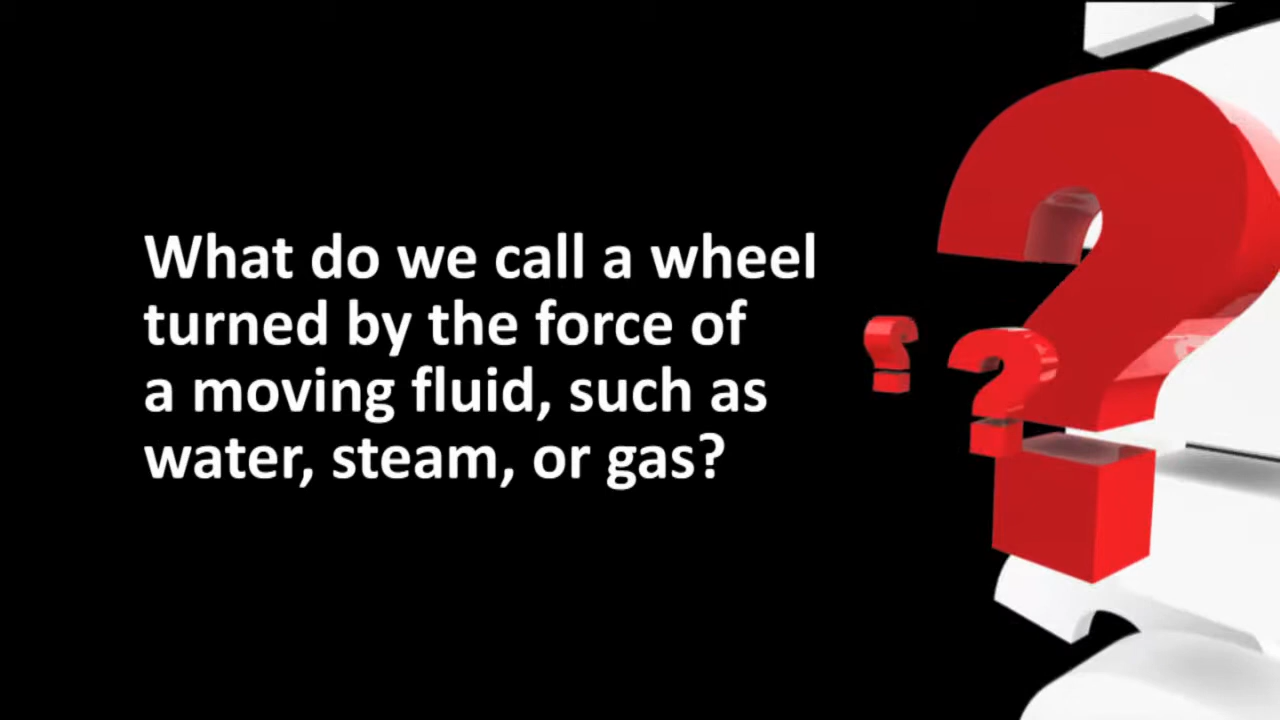 What do we call a wheel
turned by the force of
a moving fluid, such as
water, steam, or gas?